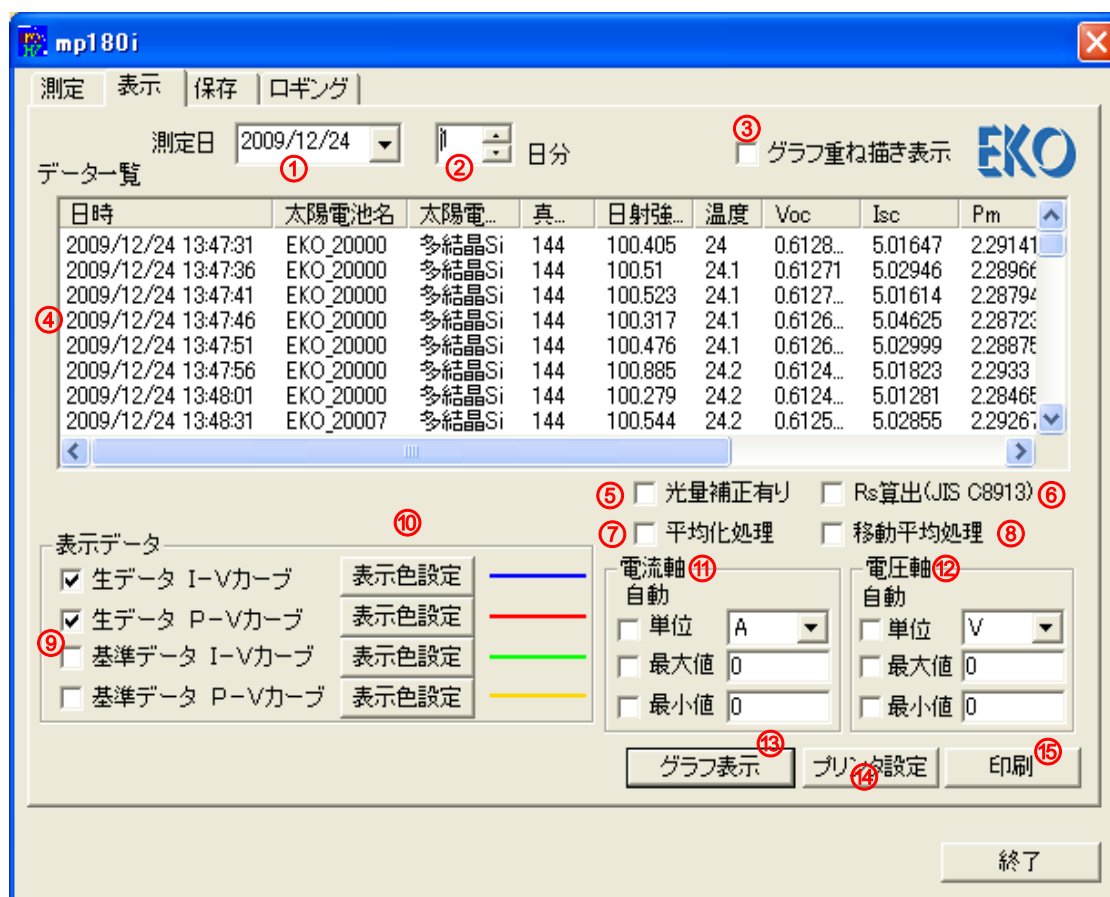 mp180i
測定 表示 保存 ロギング
測定日 2009/12/24 ① ② 日分 ③ グラフ重ね描き表示 EKO
データ一覧
日時 太陽電池名 太陽電... 真... 日射強... 温度 Voc Isc Pm
2009/12/24 13:47:31 EKO_20000 多結晶Si 144 100.405 24 0.6128... 5.01647 2.29141
2009/12/24 13:47:36 EKO_20000 多結晶Si 144 100.51 24.1 0.61271 5.02946 2.28966
2009/12/24 13:47:41 EKO_20000 多結晶Si 144 100.523 24.1 0.6127... 5.01614 2.28794
④ 2009/12/24 13:47:46 EKO_20000 多結晶Si 144 100.317 24.1 0.6126... 5.04625 2.28723
2009/12/24 13:47:51 EKO_20000 多結晶Si 144 100.476 24.1 0.6126... 5.02999 2.28875
2009/12/24 13:47:56 EKO_20000 多結晶Si 144 100.885 24.2 0.6124... 5.01823 2.2933
2009/12/24 13:48:01 EKO_20000 多結晶Si 144 100.279 24.2 0.6124... 5.01281 2.28465
2009/12/24 13:48:31 EKO_20007 多結晶Si 144 100.544 24.2 0.6125... 5.02855 2.29267
⑤ 光量補正有り Rs算出(JIS C8913) ⑥
⑦ 平均化処理 移動平均処理 ⑧
表示データ ⑩
生データ I-Vカーブ 表示色設定
生データ P-Vカーブ 表示色設定
⑨ 基準データ I-Vカーブ 表示色設定
基準データ P-Vカーブ 表示色設定
電流軸 ⑪
自動
単位 A
最大値 0
最小値 0
電圧軸 ⑫
自動
単位 V
最大値 0
最小値 0
グラフ表示 ⑬ プリンタ設定 ⑭ 印刷 ⑮
終了